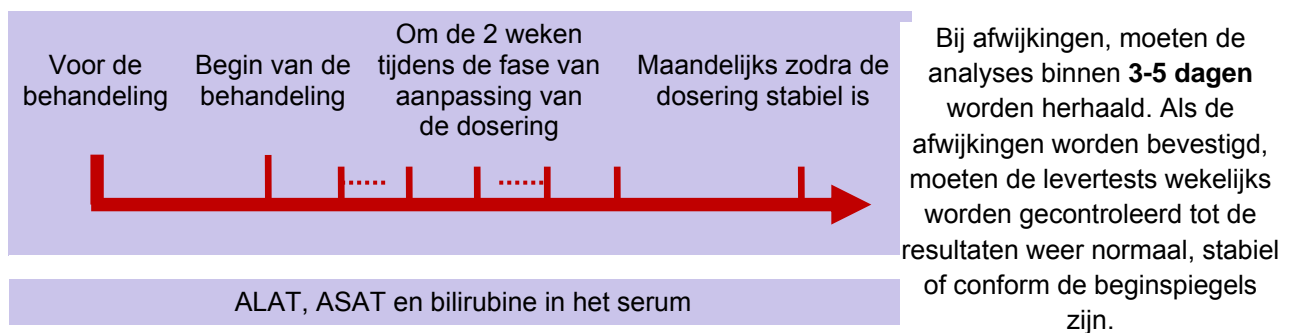 Voor de
behandeling
Begin van de
behandeling
Om de 2 weken
tijdens de fase van
aanpassing van
de dosering
Maandelijks zodra de
dosering stabiel is
ALAT, ASAT en bilirubine in het serum
Bij afwijkingen, moeten de
analyses binnen 3-5 dagen
worden herhaald. Als de
afwijkingen worden bevestigd,
moeten de levertests wekelijks
worden gecontroleerd tot de
resultaten weer normaal, stabiel
of conform de beginspiegels
zijn.